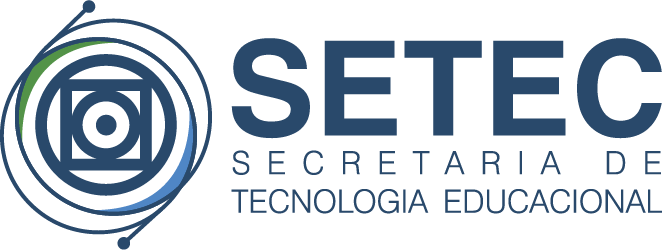 SETEC
SECRETARIA DE
TECNOLOGIA EDUCACIONAL